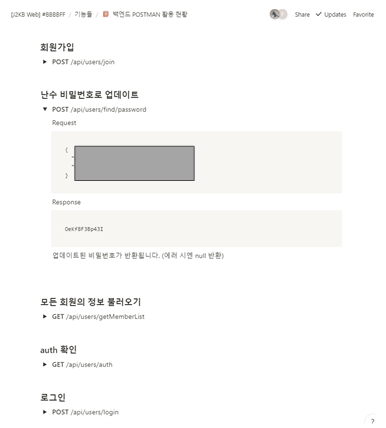 [J2KB Web] #BBBBFF / 기능들 / 백엔드 POSTMAN 활용 현황
Share Updates Favorite
회원가입
POST /api/users/join
난수 비밀번호로 업데이트
POST /api/users/find/password
Request
{
}
Response
OeXf8F38p43I
업데이트된 비밀번호가 반환됩니다. (에러 시엔 null 반환)
모든 회원의 정보 불러오기
GET /api/users/getMemberList
auth 확인
GET /api/users/auth
로그인
POST /api/users/login
?